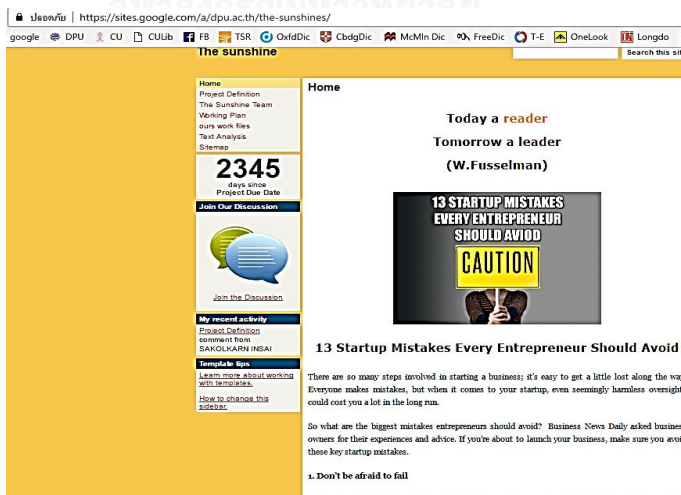 ปลอดภัย | https://sites.google.com/a/dpu.ac.th/the-sunshines/
google DPU CU CULib FB TSR OxfdDic CbdgDic McMln Dic FreeDic T-E OneLook Longdo
The sunshine
Search this sit
Home
Project Definition
The Sunshine Team
Working Plan
ours work files
Text Analysis
Sitemap
2345
days since
Project Due Date
Join Our Discussion
Join the Discussion
My recent activity
Project Definition
comment from
SAKOLKARN INSAI
Template tips
Learn more about working
with templates.
How to change this
sidebar.
Home
Today a reader
Tomorrow a leader
(W.Fusselman)
13 STARTUP MISTAKES
EVERY ENTREPRENEUR
SHOULD AVIOD
CAUTION
13 Startup Mistakes Every Entrepreneur Should Avoid
There are so many steps involved in starting a business; it's easy to get a little lost along the way
Everyone makes mistakes, but when it comes to your startup, even seemingly harmless oversight
could cost you a lot in the long run.
So what are the biggest mistakes entrepreneurs should avoid? Business News Daily asked busines
owners for their experiences and advice. If you're about to launch your business, make sure you avoi
these key startup mistakes.
1. Don't be afraid to fail